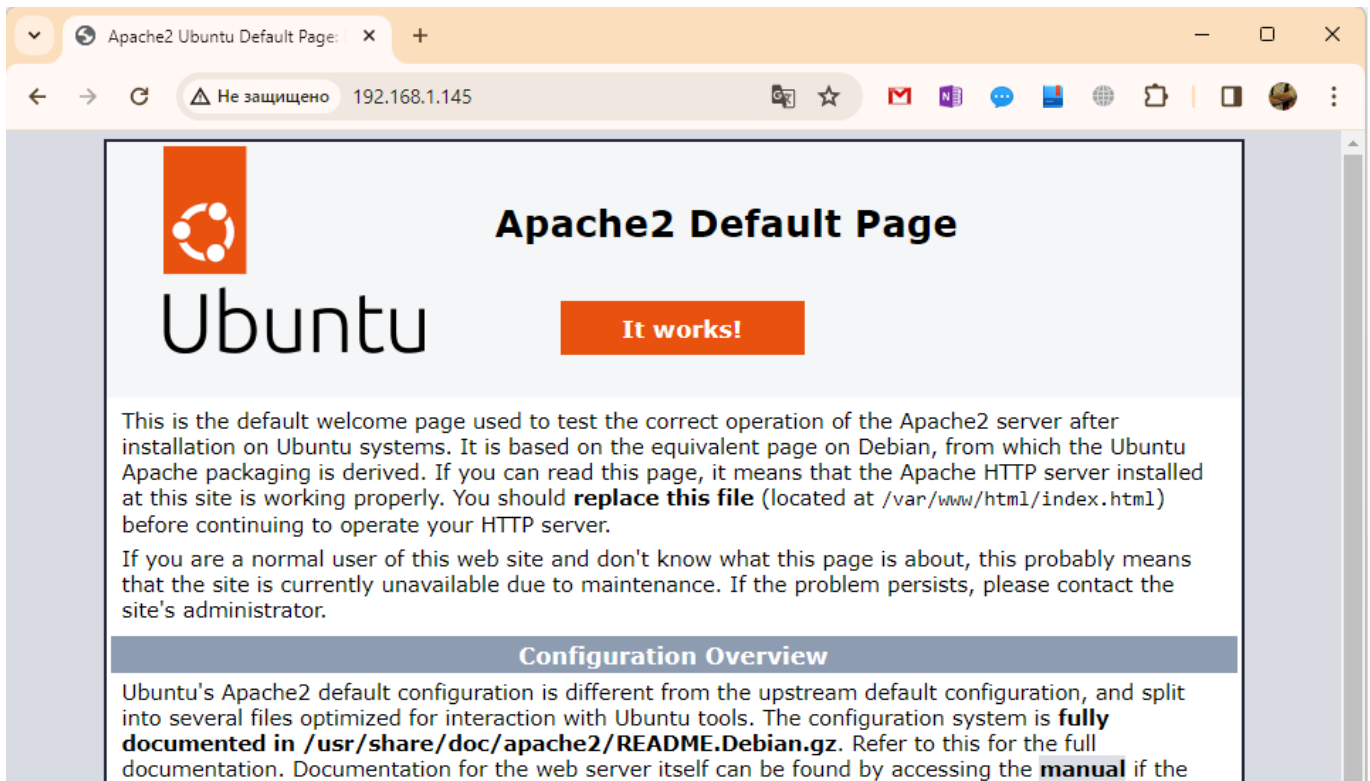 Apache2 Ubuntu Default Page:
Не защищено 192.168.1.145
Apache2 Default Page
Ubuntu
It works!
This is the default welcome page used to test the correct operation of the Apache2 server after
installation on Ubuntu systems. It is based on the equivalent page on Debian, from which the Ubuntu
Apache packaging is derived. If you can read this page, it means that the Apache HTTP server installed
at this site is working properly. You should replace this file (located at /var/www/html/index.html)
before continuing to operate your HTTP server.
If you are a normal user of this web site and don't know what this page is about, this probably means
that the site is currently unavailable due to maintenance. If the problem persists, please contact the
site's administrator.
Configuration Overview
Ubuntu's Apache2 default configuration is different from the upstream default configuration, and split
into several files optimized for interaction with Ubuntu tools. The configuration system is fully
documented in /usr/share/doc/apache2/README.Debian.gz. Refer to this for the full
documentation. Documentation for the web server itself can be found by accessing the manual if the